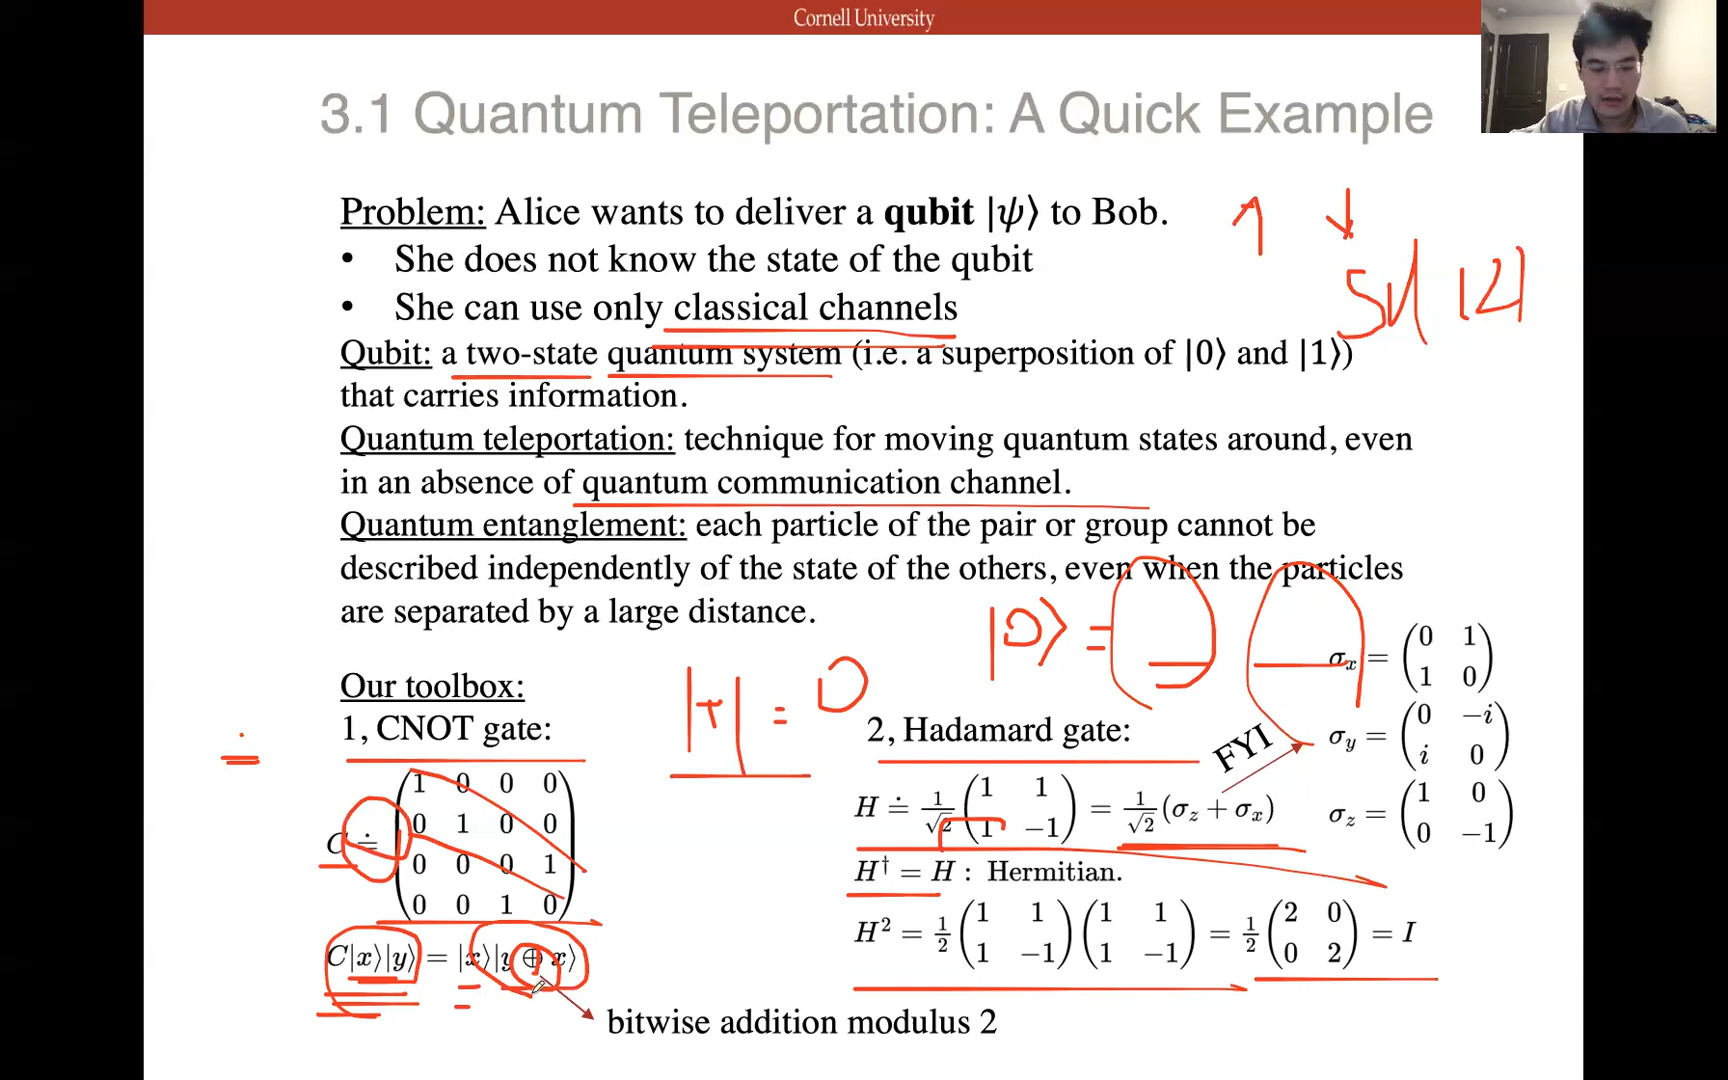 Cornell University
3.1 Quantum Teleportation: A Quick Example
Problem: Alice wants to deliver a qubit |ψ⟩ to Bob.
• She does not know the state of the qubit
• She can use only classical channels
Qubit: a two-state quantum system (i.e. a superposition of |0⟩ and |1⟩)
that carries information.
Quantum teleportation: technique for moving quantum states around, even
in an absence of quantum communication channel.
Quantum entanglement: each particle of the pair or group cannot be
described independently of the state of the others, even when the particles
are separated by a large distance.
|0⟩ =
Our toolbox:
1, CNOT gate:
C ≐ (1 0 0 0
0 1 0 0
0 0 0 1
0 0 1 0)
C|x⟩|y⟩ = |x⟩|y ⊕ x⟩
bitwise addition modulus 2
2, Hadamard gate:
H ≐ 1/√2 (1 1
1 −1) = 1/√2 (σz + σx)
FYI
H† = H : Hermitian.
H² = 1/2 (1 1
1 −1) (1 1
1 −1) = 1/2 (2 0
0 2) = I
σx = (0 1
1 0)
σy = (0 −i
i 0)
σz = (1 0
0 −1)